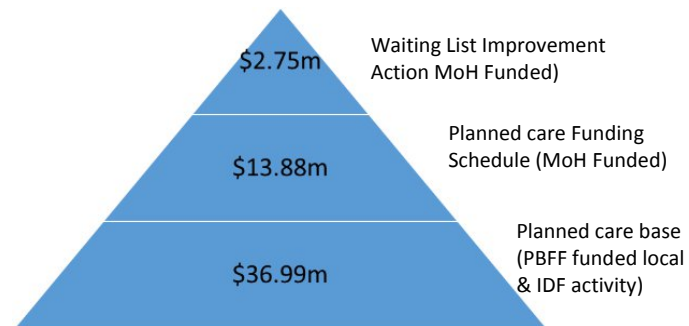 $2.75m
Waiting List Improvement
Action MoH Funded)
$13.88m
Planned care Funding
Schedule (MoH Funded)
$36.99m
Planned care base
(PBFF funded local
& IDF activity)